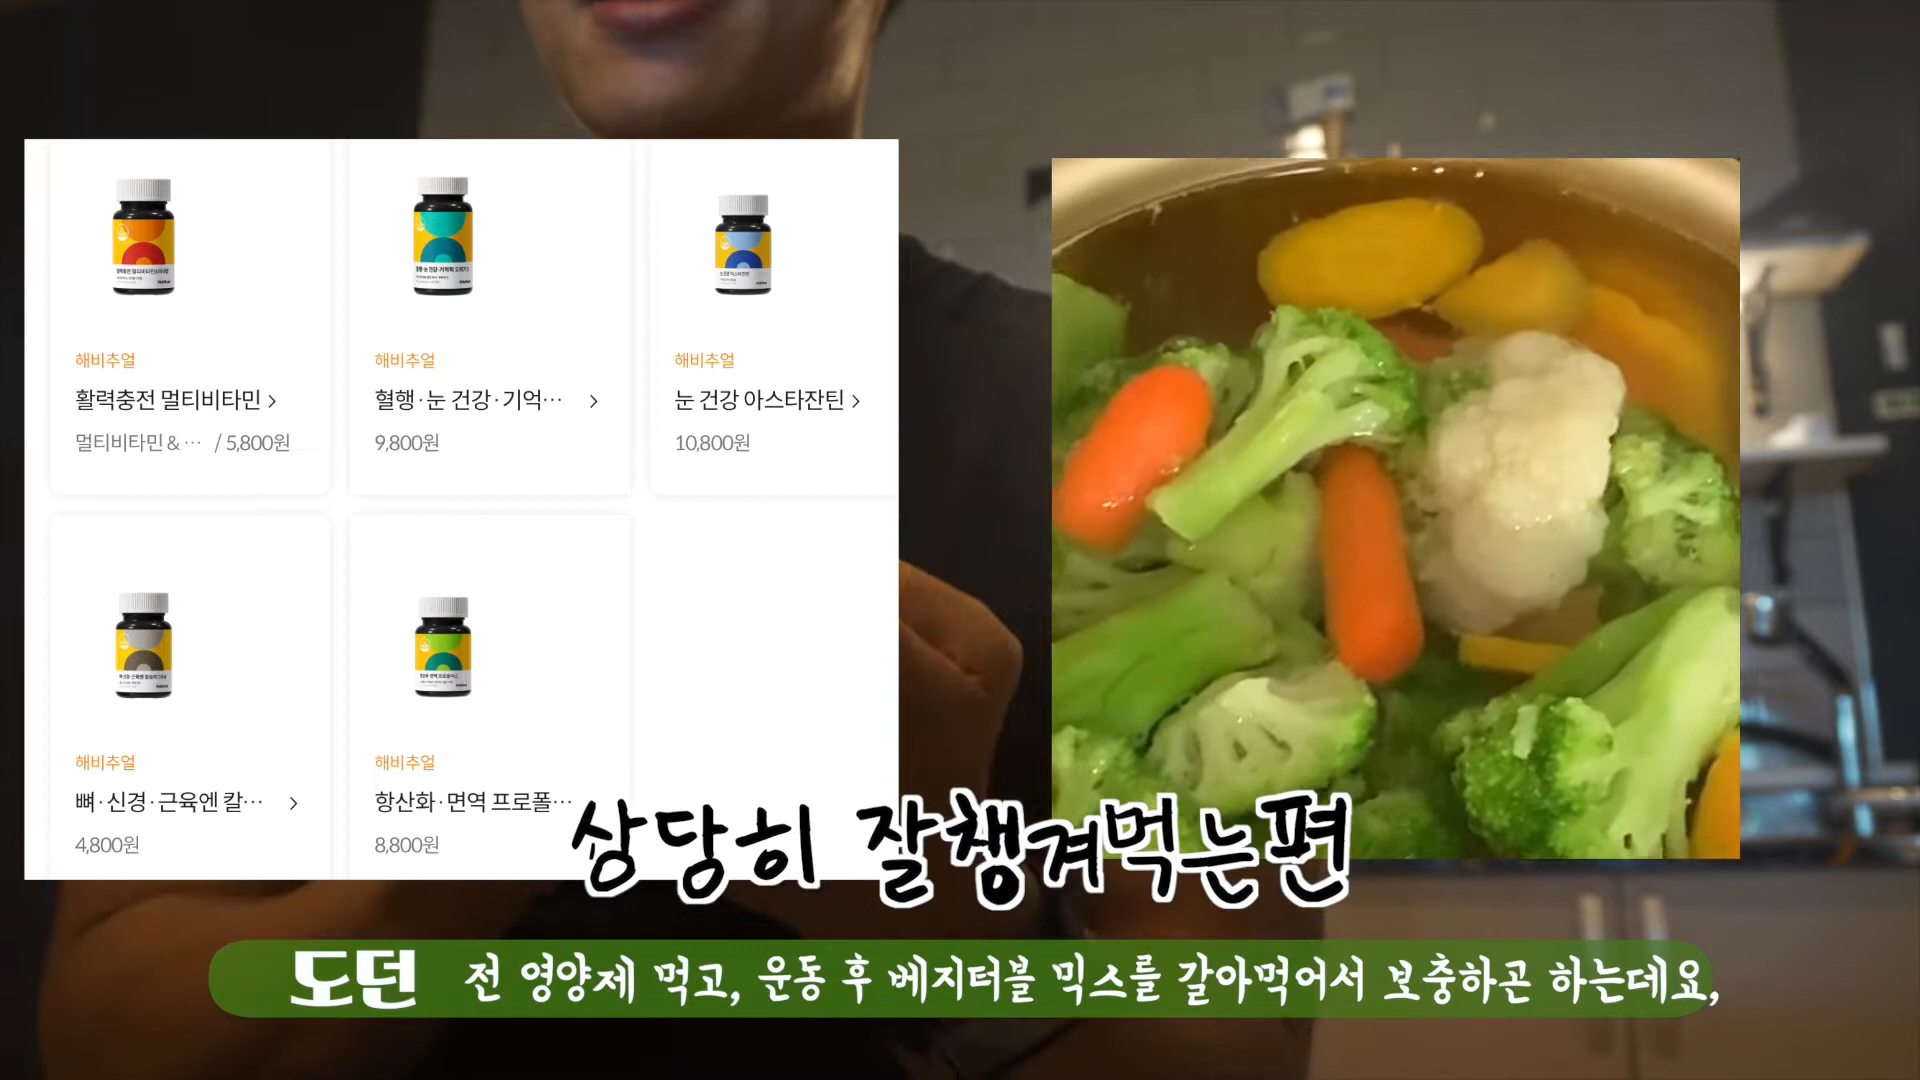 해비추얼
활력충전 멀티비타민 >
멀티비타민 & ··· / 5,800원
해비추얼
혈행·눈 건강·기억··· >
9,800원
해비추얼
눈 건강 아스타잔틴 >
10,800원
해비추얼
뼈·신경·근육엔 칼··· >
4,800원
해비추얼
항산화·면역 프로폴···
8,800원
상당히 잘챙겨먹는편
도던 전 영양제 먹고, 운동 후 베지터블 믹스를 갈아먹어서 보충하곤 하는데요,